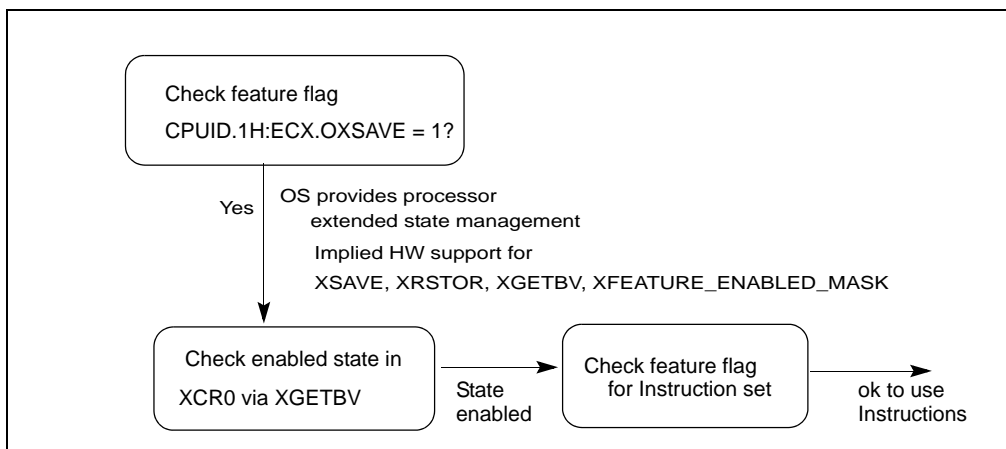 Check feature flag
CPUID.1H:ECX.OXSAVE = 1?
Yes
OS provides processor
extended state management
Implied HW support for
XSAVE, XRSTOR, XGETBV, XFEATURE_ENABLED_MASK
Check enabled state in
XCR0 via XGETBV
State
enabled
Check feature flag
for Instruction set
ok to use
Instructions